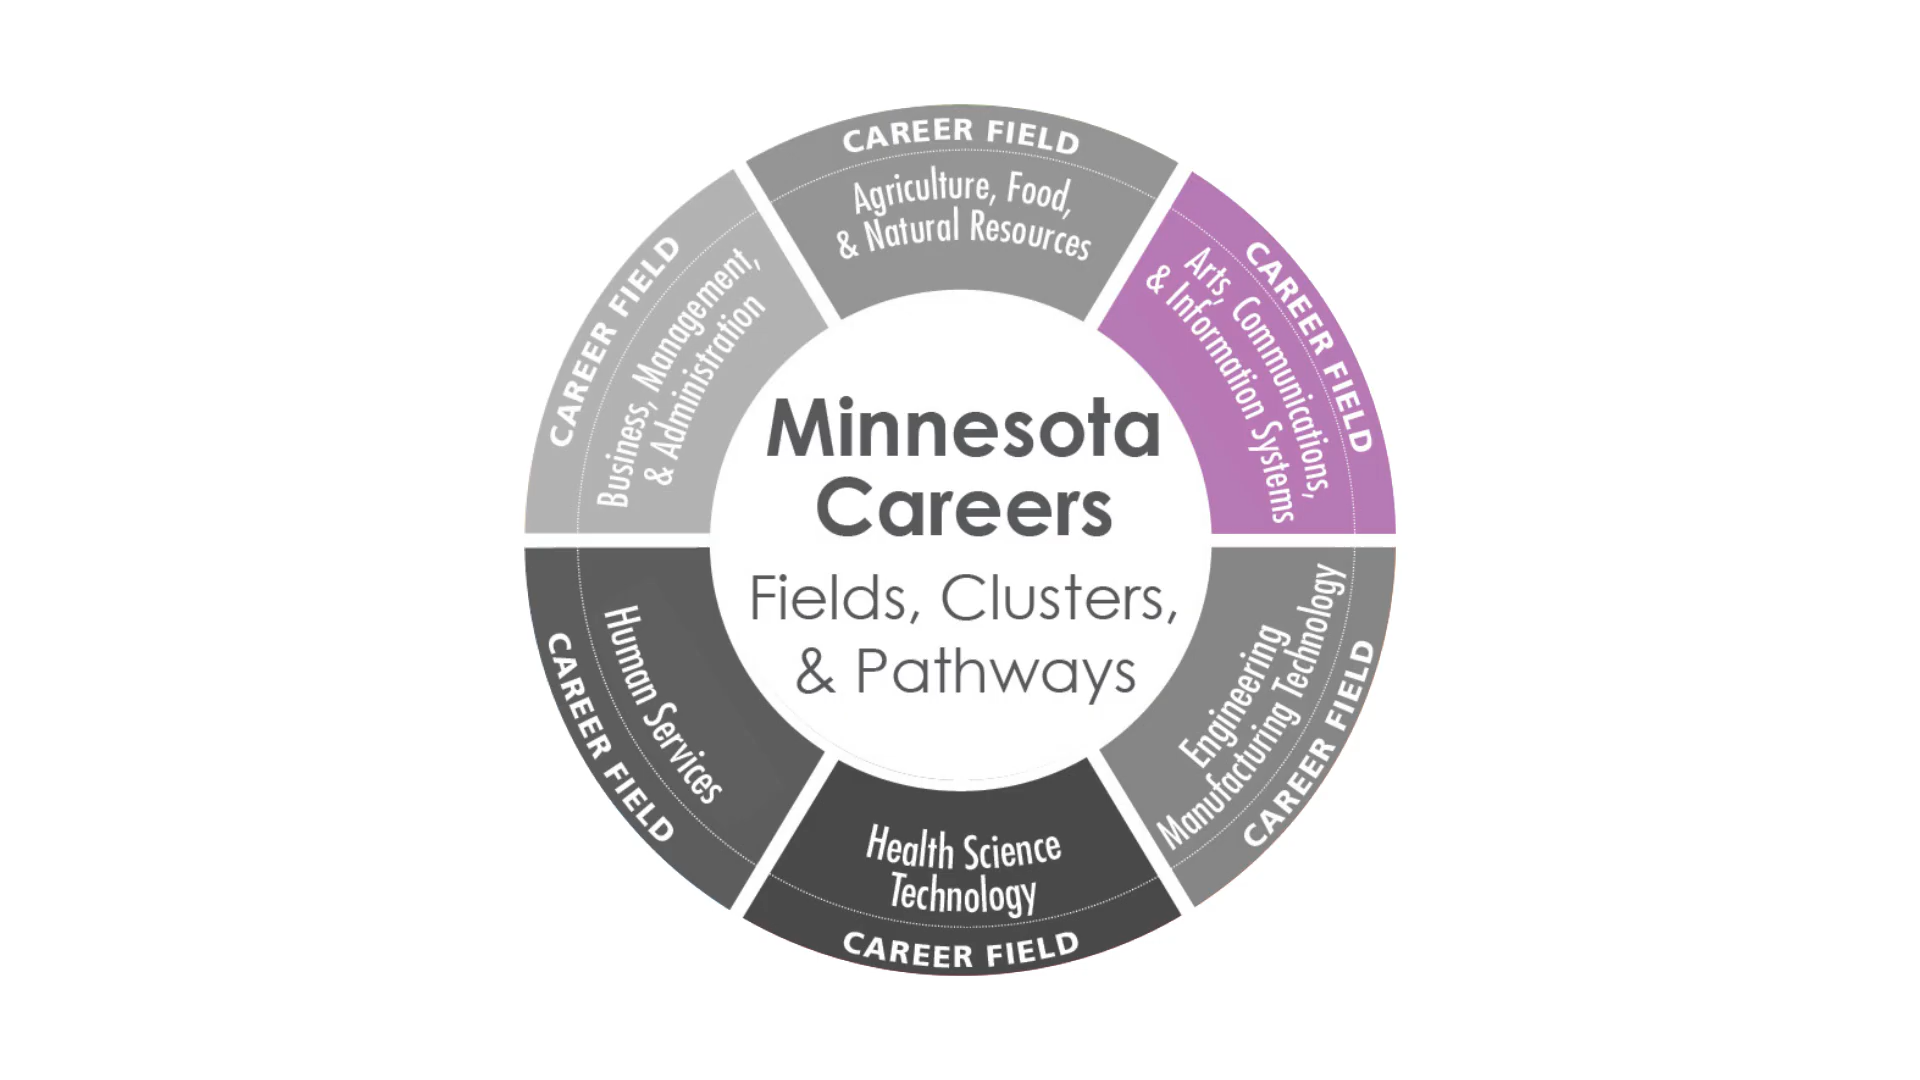 CAREER FIELD
Agriculture, Food,
& Natural Resources
CAREER FIELD
Arts, Communications,
& Information Systems
CAREER FIELD
Engineering
Manufacturing Technology
CAREER FIELD
Health Science
Technology
CAREER FIELD
Human Services
CAREER FIELD
Business, Management,
& Administration
Minnesota
Careers
Fields, Clusters,
& Pathways